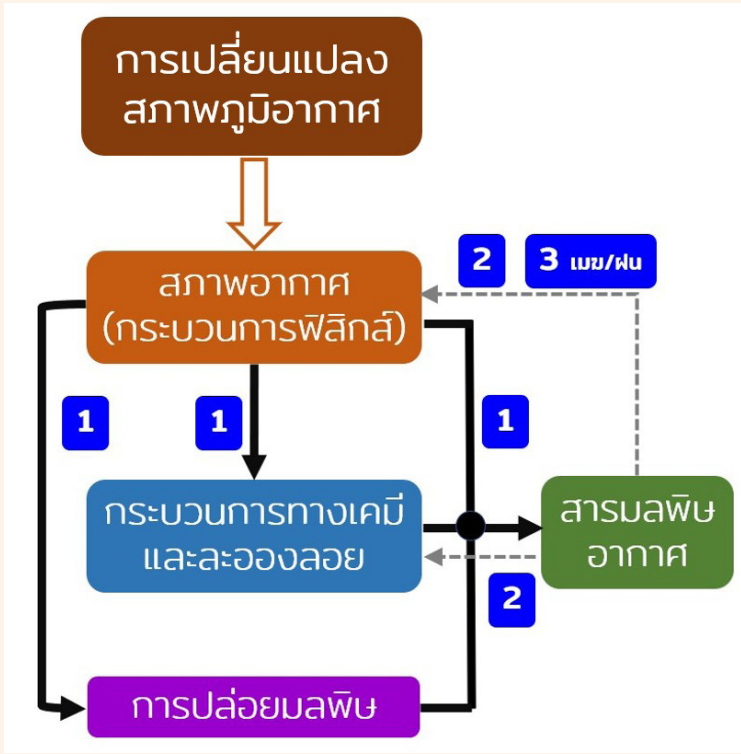 การเปลี่ยนแปลง
สภาพภูมิอากาศ
2
3 เมฆ/ฝน
สภาพอากาศ
(กระบวนการฟิสิกส์)
1
1
1
กระบวนการทางเคมี
และละอองลอย
สารมลพิษ
อากาศ
2
การปล่อยมลพิษ